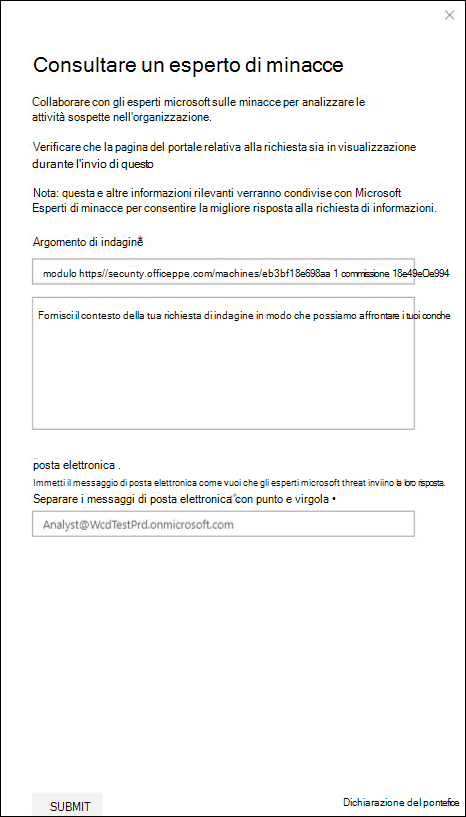 Consultare un esperto di minacce
Collaborare con gli esperti microsoft sulle minacce per analizzare le
attività sospette nell'organizzazione.
Verificare che la pagina del portale relativa alla richiesta sia in visualizzazione
durante l'invio di questo
Nota: questa e altre informazioni rilevanti verranno condivise con Microsoft
Esperti di minacce per consentire la migliore risposta alla richiesta di informazioni.
Argomento di indagine*
modulo https//secunty.officeppe.com/machines/eb3bf18e698aa 1 commissione 18e49eOe994
Fornisci il contesto della tua richiesta di indagine in modo che possiamo affrontare i tuoi conche
posta elettronica .
Immetti il messaggio di posta elettronica come vuoi che gli esperti microsoft threat inviino la loro risposta.
Separare i messaggi di posta elettronica" con punto e virgola •
Analyst@WcdTestPrd.onmicrosoft.com
SUBMIT
Dichiarazione del pontefice